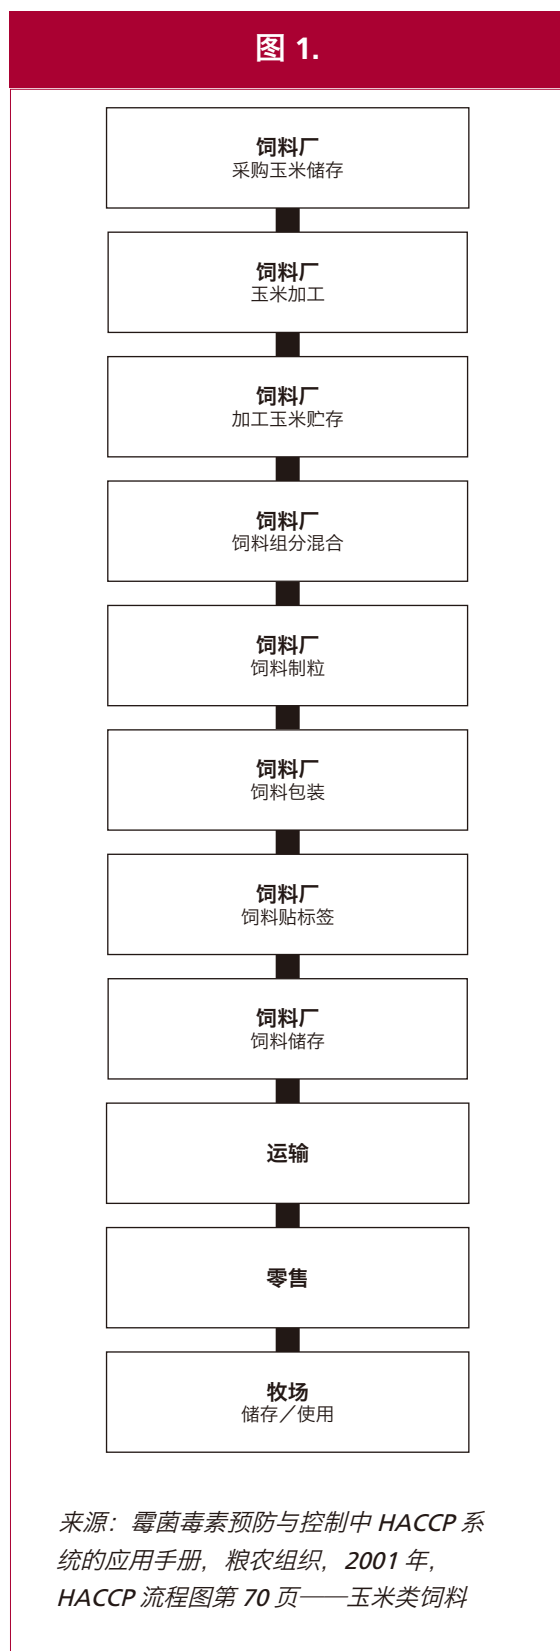 图 1.
饲料厂
采购玉米储存
饲料厂
玉米加工
饲料厂
加工玉米贮存
饲料厂
饲料组分混合
饲料厂
饲料制粒
饲料厂
饲料包装
饲料厂
饲料贴标签
饲料厂
饲料储存
运输
零售
牧场
储存／使用
来源：霉菌毒素预防与控制中 HACCP 系
统的应用手册，粮农组织，2001 年，
HACCP 流程图第 70 页——玉米类饲料